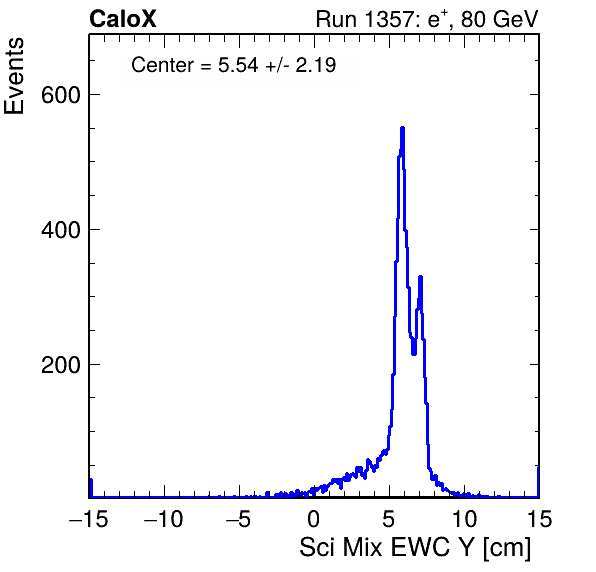 CaloX Run 1357: e⁺, 80 GeV
Center = 5.54 +/- 2.19
Events
600
400
200
−15 −10 −5 0 5 10 15
Sci Mix EWC Y [cm]